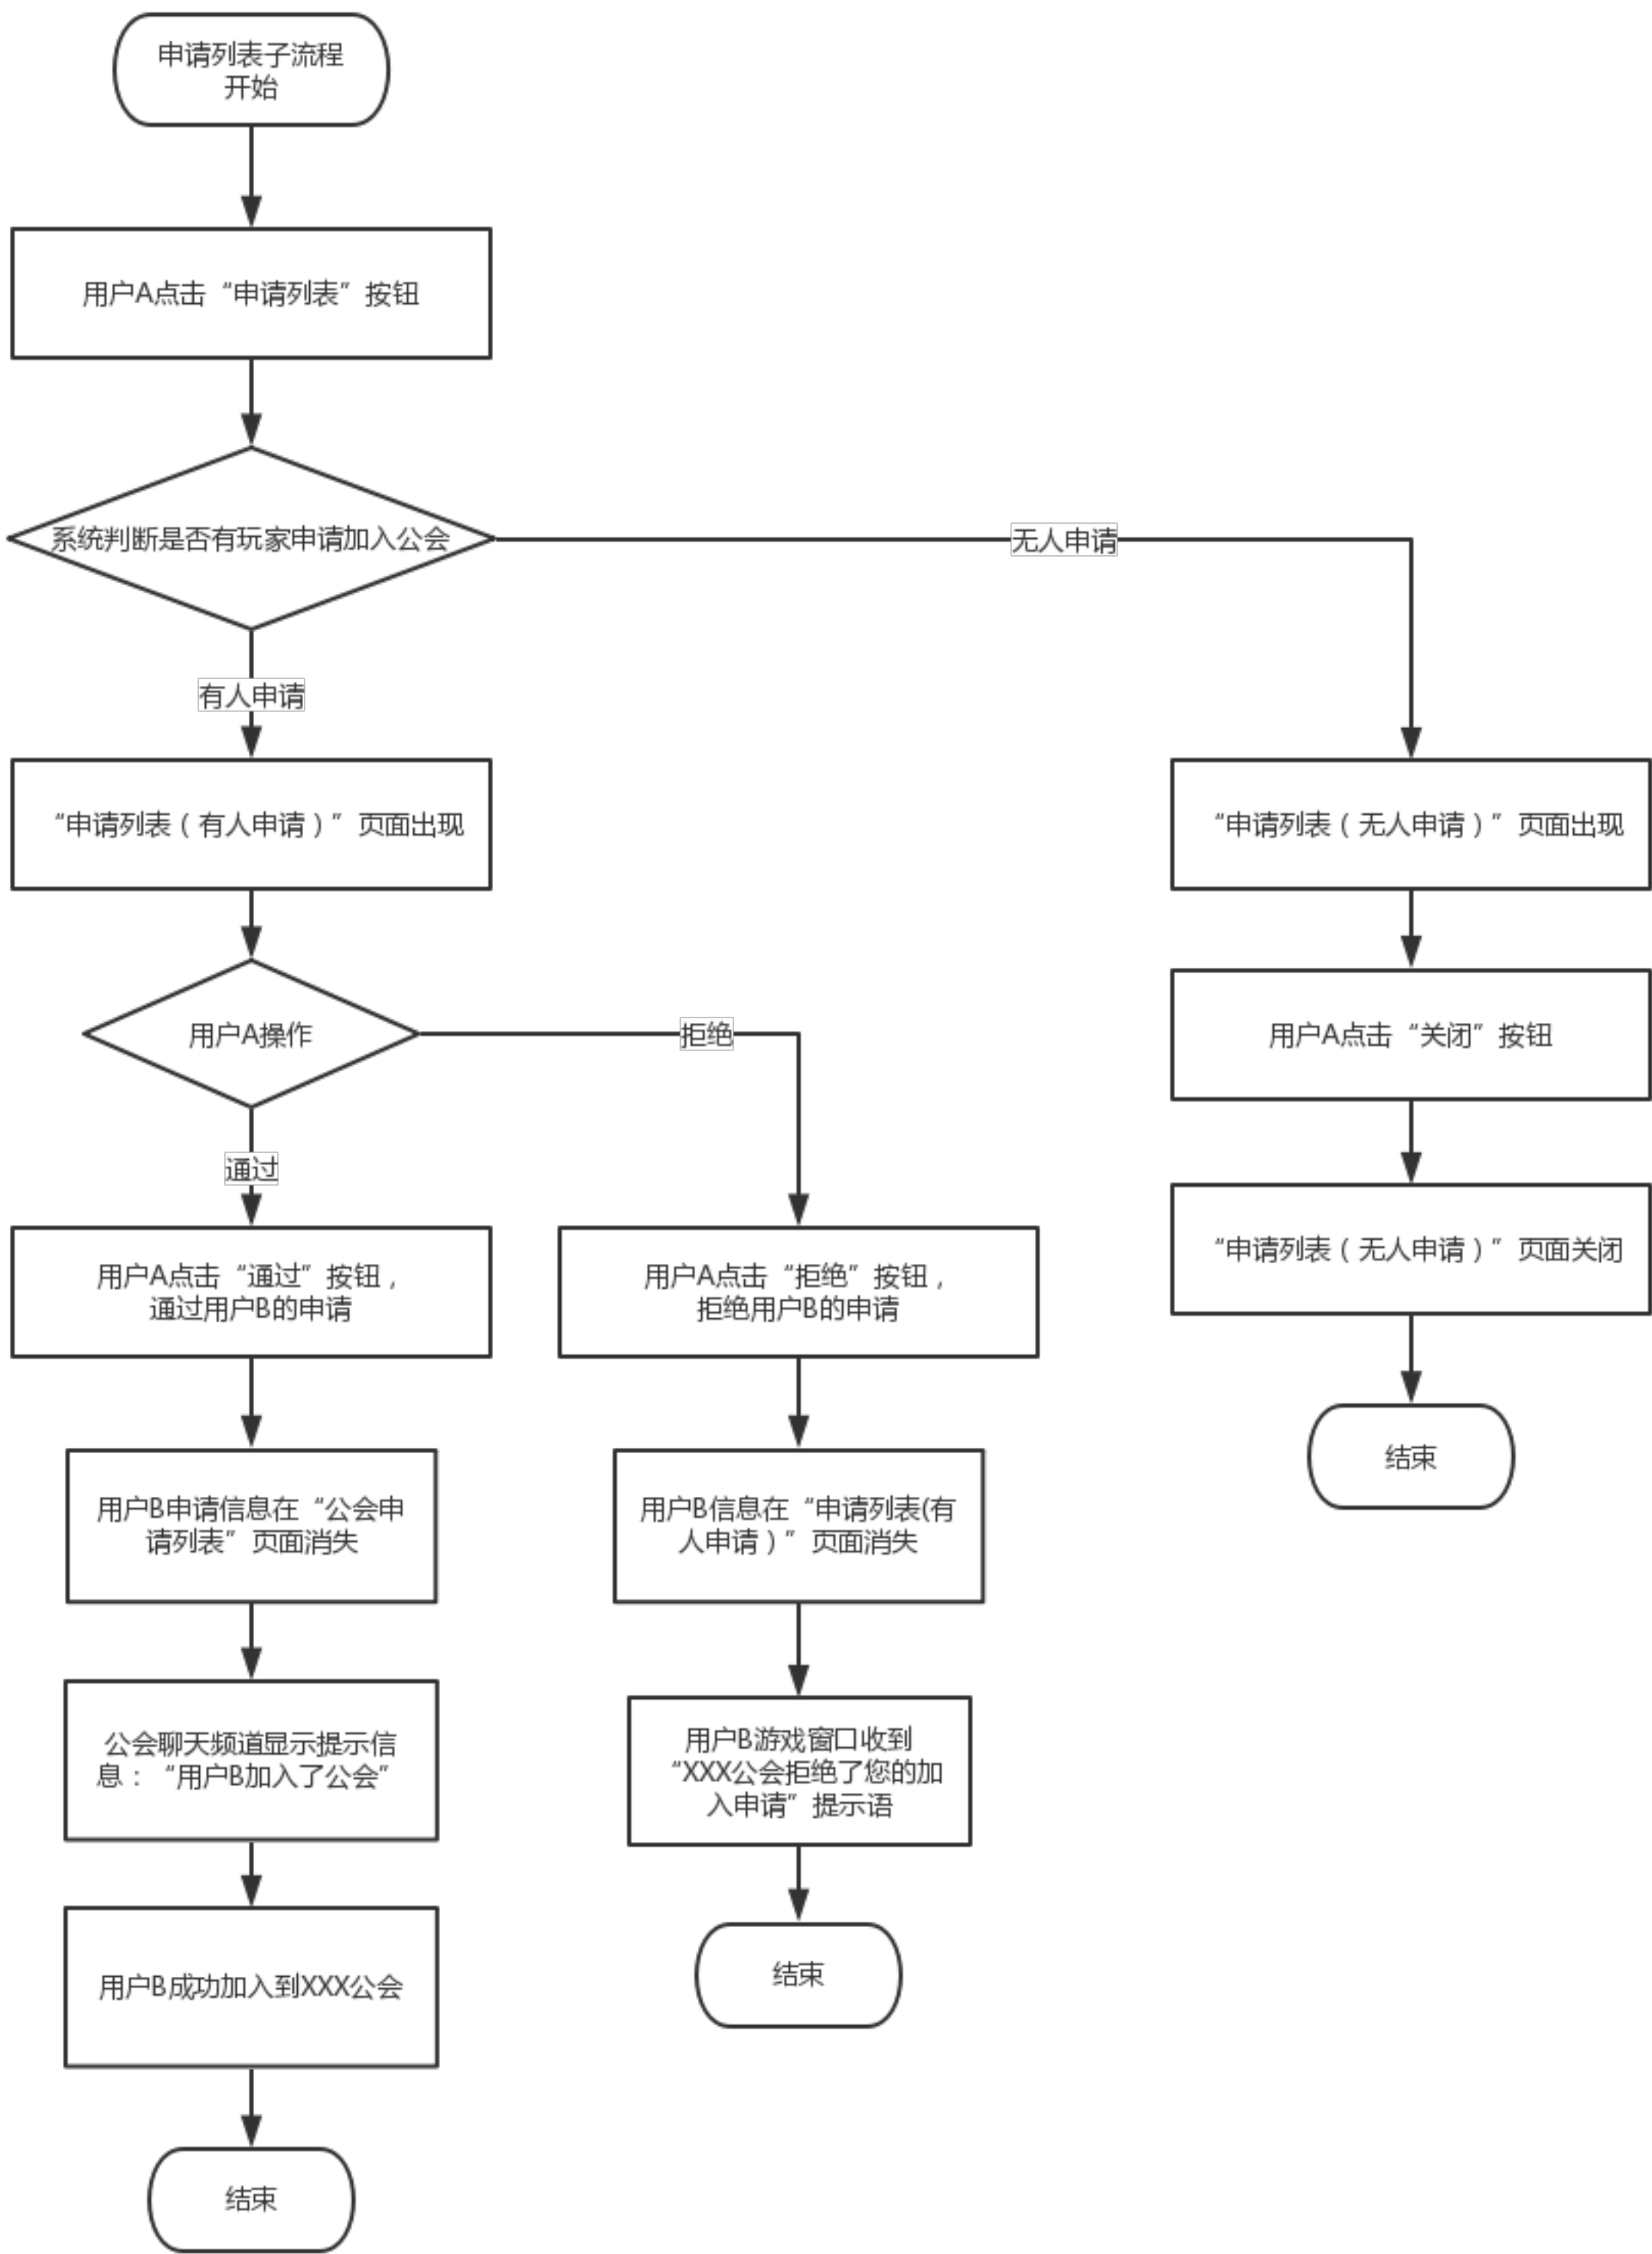 申请列表子流程
开始
用户A点击“申请列表”按钮
系统判断是否有玩家申请加入公会
无人申请
有人申请
“申请列表（有人申请）”页面出现
“申请列表（无人申请）”页面出现
用户A操作
拒绝
用户A点击“关闭”按钮
通过
“申请列表（无人申请）”页面关闭
用户A点击“通过”按钮，
通过用户B的申请
用户A点击“拒绝”按钮，
拒绝用户B的申请
结束
用户B申请信息在“公会申
请列表”页面消失
用户B信息在“申请列表(有
人申请）”页面消失
公会聊天频道显示提示信
息：“用户B加入了公会”
用户B游戏窗口收到
“XXX公会拒绝了您的加
入申请”提示语
用户B成功加入到XXX公会
结束
结束